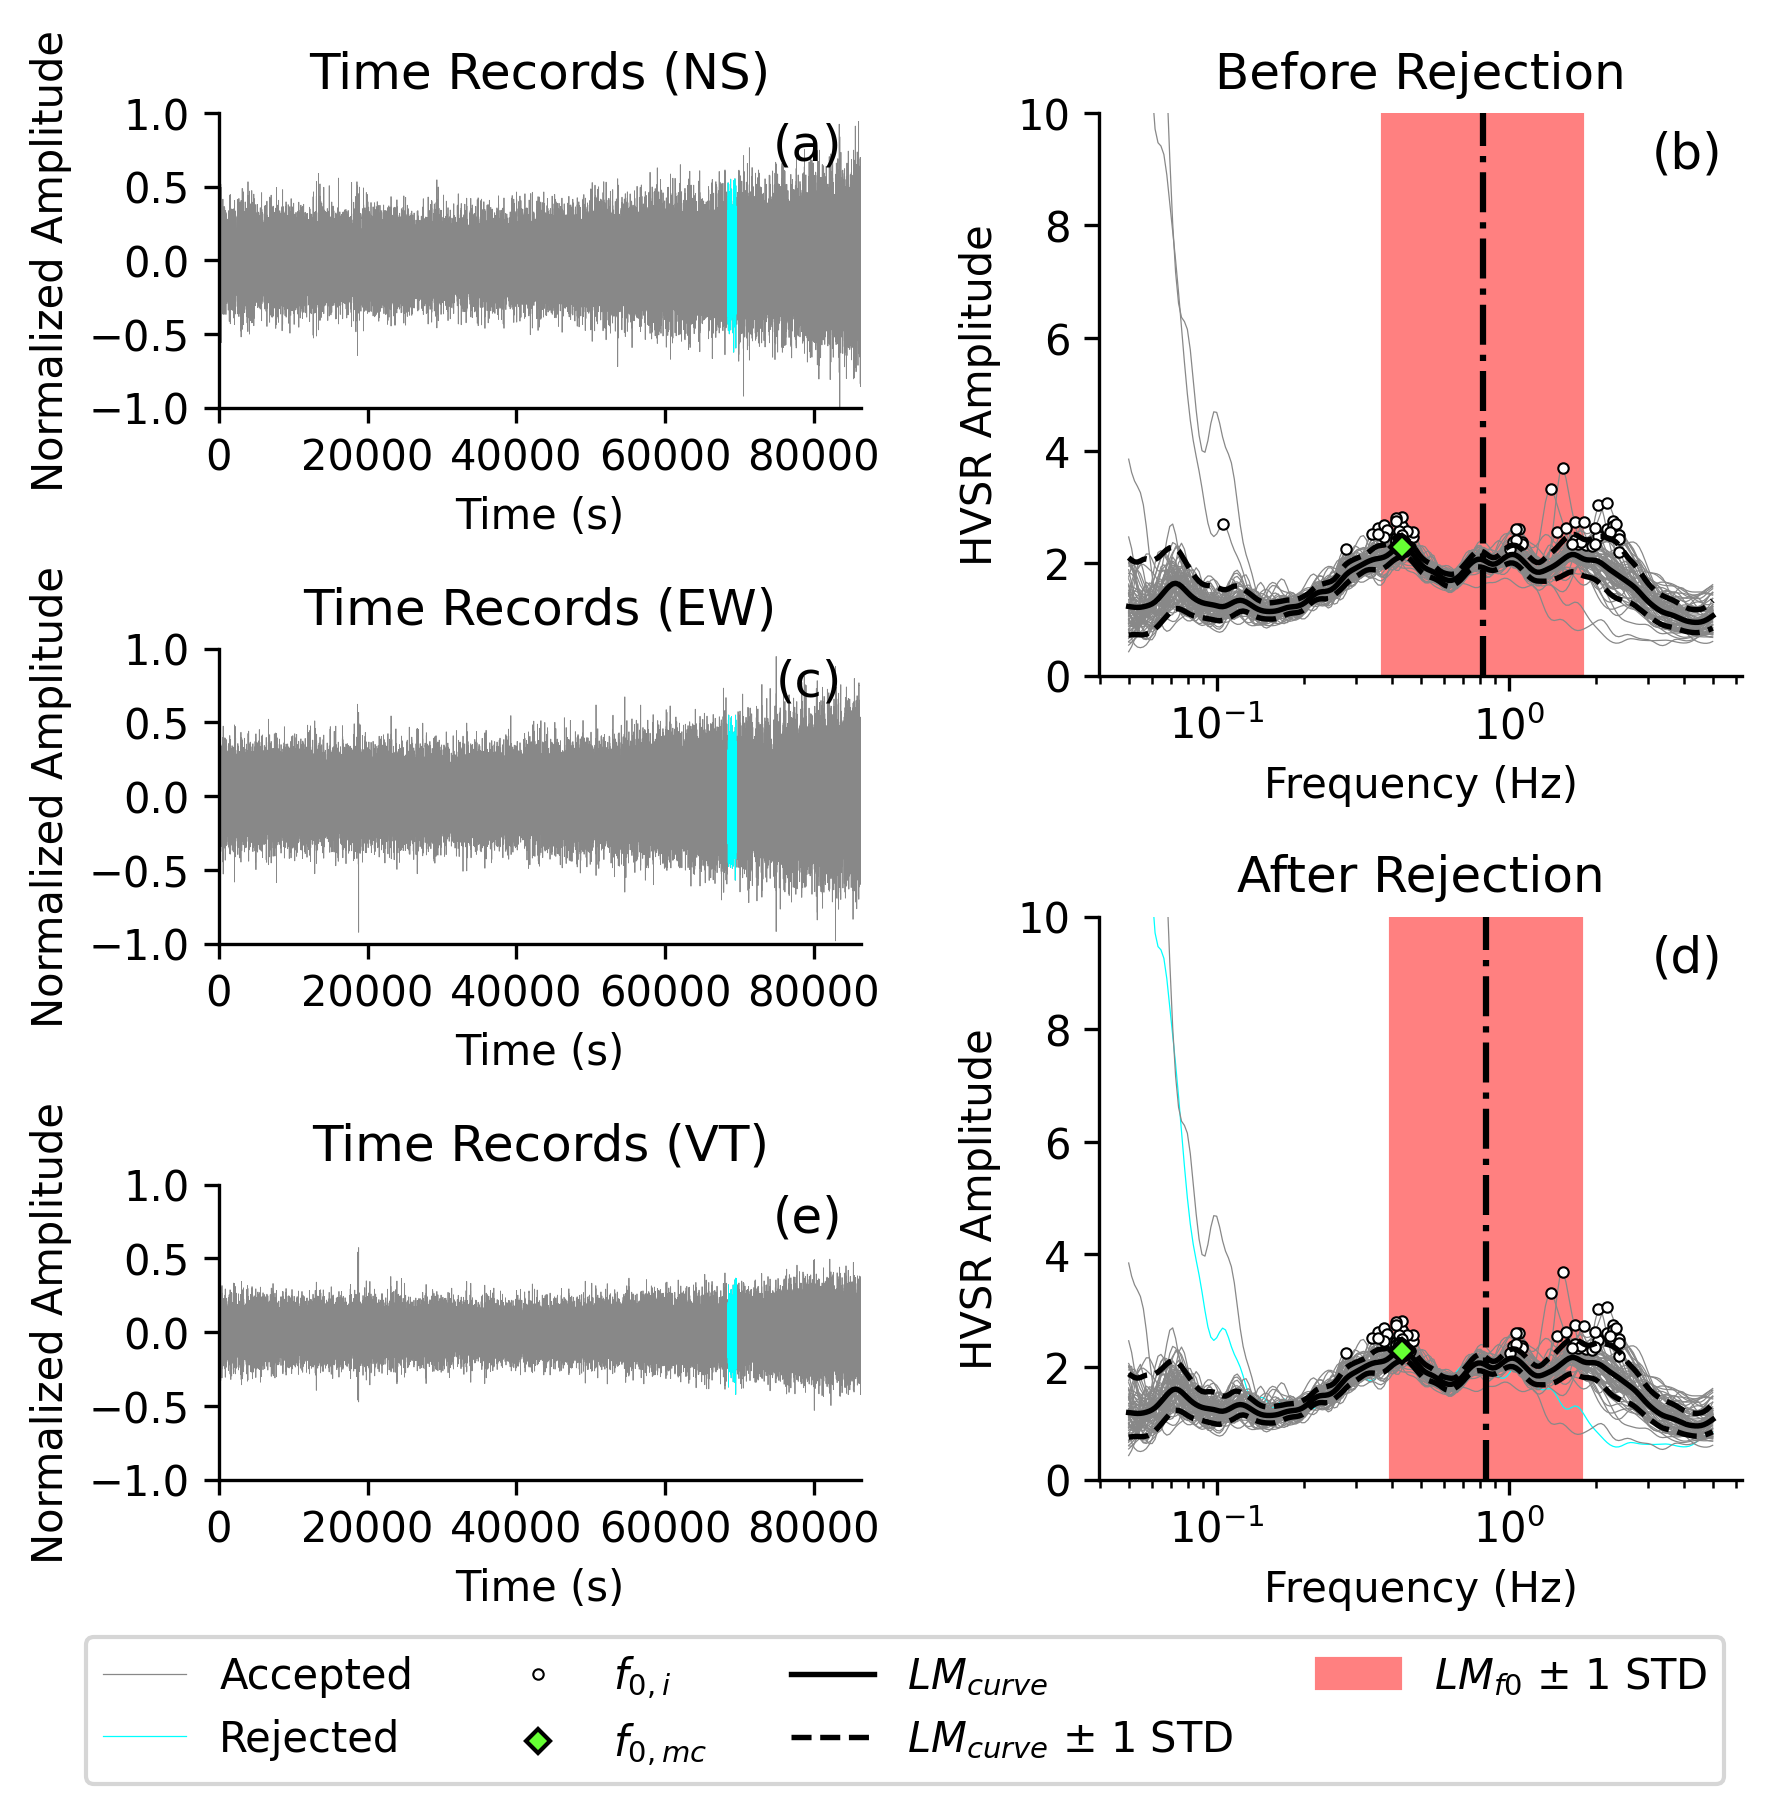 Time Records (NS)
Normalized Amplitude
1.0
0.5
0.0
−0.5
−1.0
(a)
0 20000 40000 60000 80000
Time (s)
Before Rejection
HVSR Amplitude
10
8
6
4
2
0
(b)
10⁻¹ 10⁰
Frequency (Hz)
Time Records (EW)
Normalized Amplitude
1.0
0.5
0.0
−0.5
−1.0
(c)
0 20000 40000 60000 80000
Time (s)
After Rejection
HVSR Amplitude
10
8
6
4
2
0
(d)
10⁻¹ 10⁰
Frequency (Hz)
Time Records (VT)
Normalized Amplitude
1.0
0.5
0.0
−0.5
−1.0
(e)
0 20000 40000 60000 80000
Time (s)
Accepted
Rejected
f0,i
f0,mc
LMcurve
LMcurve ± 1 STD
LMf0 ± 1 STD